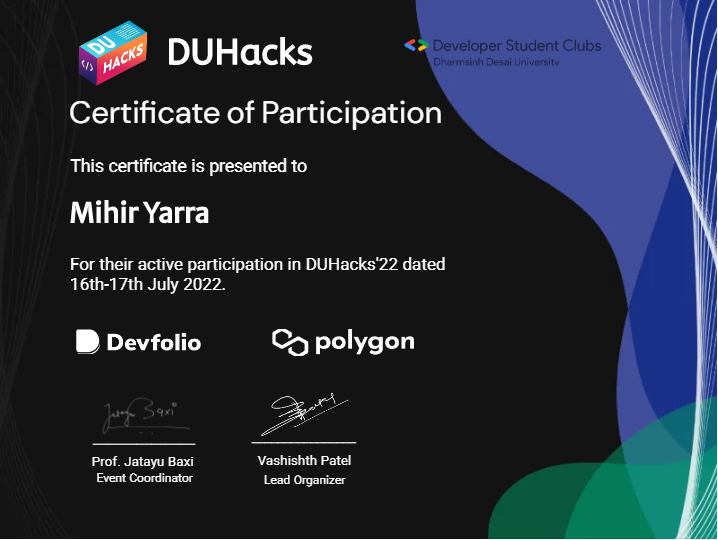 DU
HACKS
</>
DUHacks
Developer Student Clubs
Dharmsinh Desai University
Certificate of Participation
This certificate is presented to
Mihir Yarra
For their active participation in DUHacks'22 dated
16th-17th July 2022.
Devfolio
polygon
Jatayu Baxi
Prof. Jatayu Baxi
Event Coordinator
Vashishth Patel
Lead Organizer